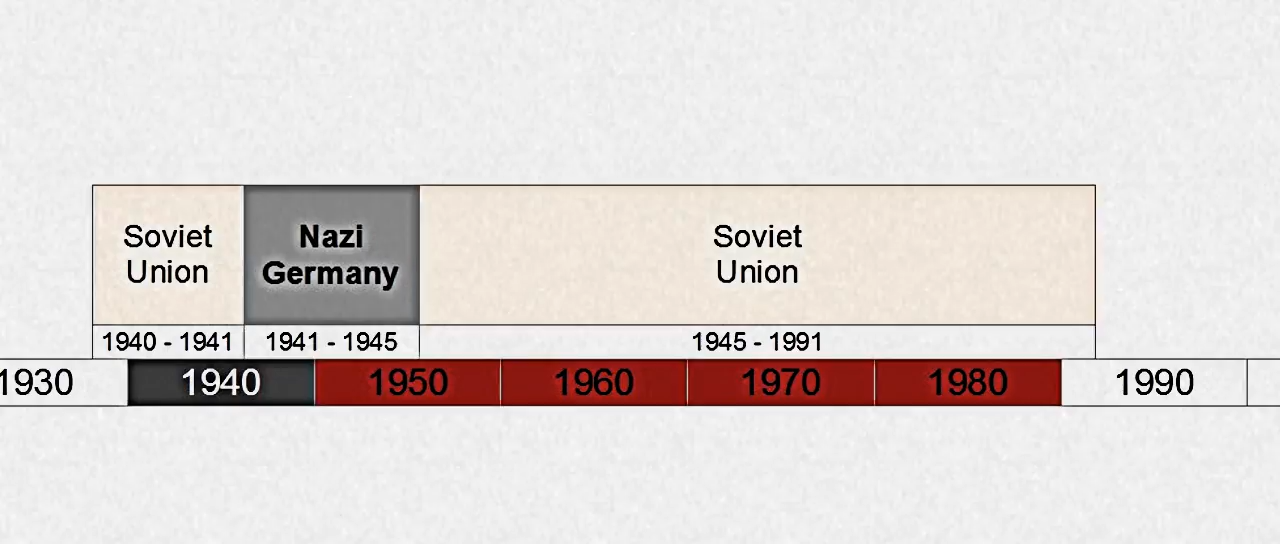 Soviet
Union
Nazi
Germany
Soviet
Union
1940 - 1941
1941 - 1945
1945 - 1991
1930
1940
1950
1960
1970
1980
1990